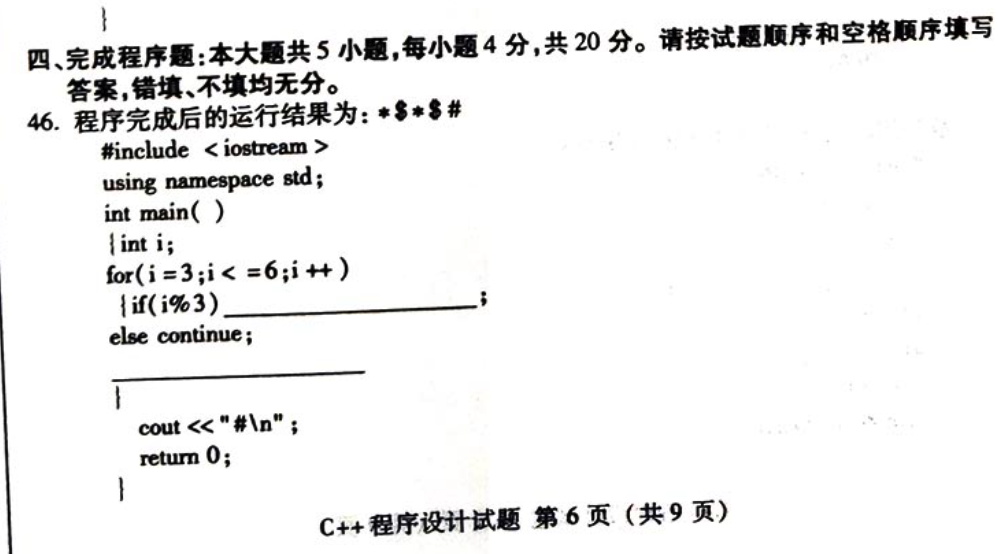 }
四、完成程序题:本大题共5小题,每小题4分,共20分。请按试题顺序和空格顺序填写
答案,错填、不填均无分。
46. 程序完成后的运行结果为:*$*$#
#include <iostream>
using namespace std;
int main( )
{int i;
for(i=3;i< =6;i++)
{if(i%3)____________________;
else continue;
____________________
}
cout<<"#\n";
return 0;
}
C++程序设计试题 第6页(共9页)